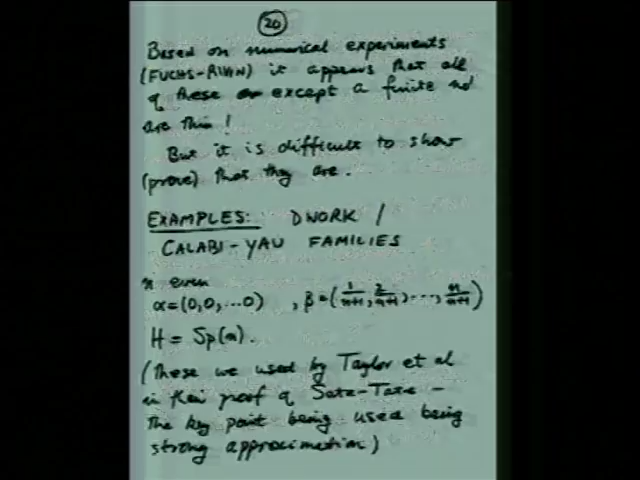 20
Based on numerical experiments
(FUCHS-RIVIN) it appears that all
of these or except a finite no
are thin!
But it is difficult to show
(prove) that they are.
EXAMPLES: DWORK /
CALABI-YAU FAMILIES
n even
α=(0,0,...0) , β=(1/n+1, 2/n+1, ..., n/n+1)
H = Sp(n).
(These we used by Taylor et al
in their proof of Sato-Tate -
the key point being used being
strong approximation)